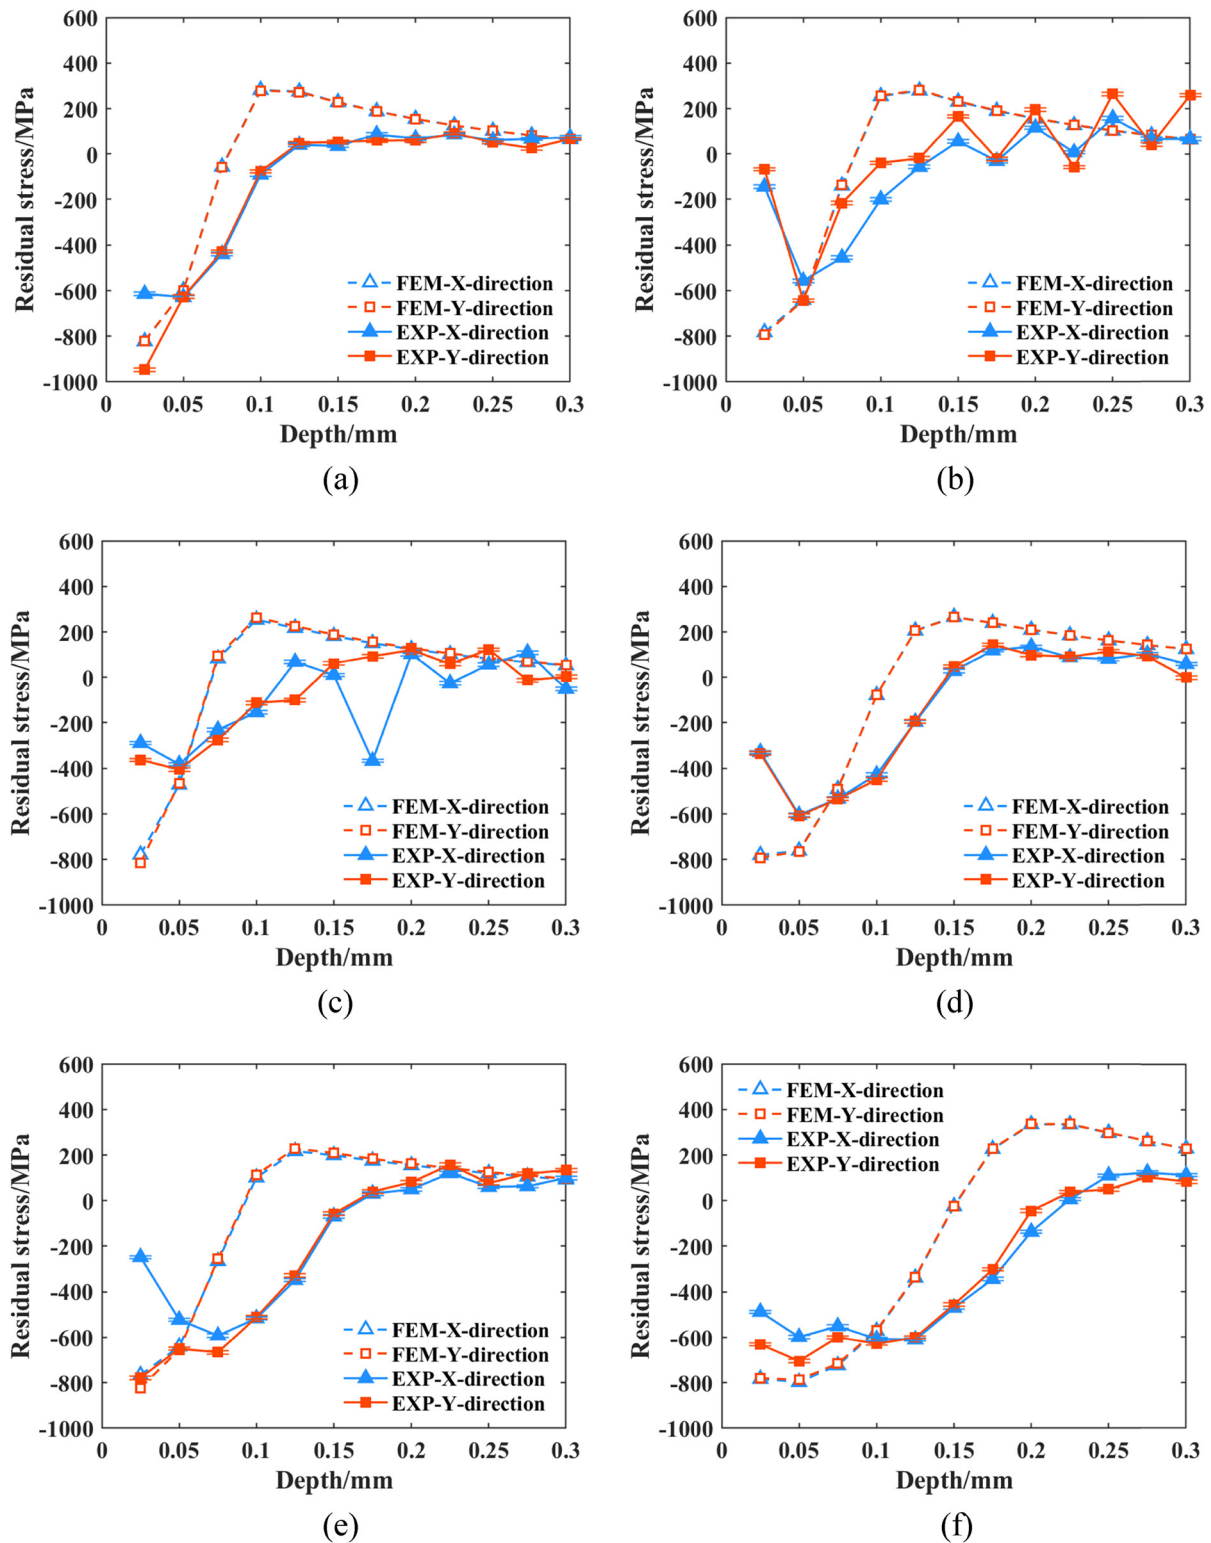 600
400
200
0
-200
-400
-600
-800
-1000
Residual stress/MPa
FEM-X-direction
FEM-Y-direction
EXP-X-direction
EXP-Y-direction
0 0.05 0.1 0.15 0.2 0.25 0.3
Depth/mm
(a)
600
400
200
0
-200
-400
-600
-800
-1000
Residual stress/MPa
FEM-X-direction
FEM-Y-direction
EXP-X-direction
EXP-Y-direction
0 0.05 0.1 0.15 0.2 0.25 0.3
Depth/mm
(b)
600
400
200
0
-200
-400
-600
-800
-1000
Residual stress/MPa
FEM-X-direction
FEM-Y-direction
EXP-X-direction
EXP-Y-direction
0 0.05 0.1 0.15 0.2 0.25 0.3
Depth/mm
(c)
600
400
200
0
-200
-400
-600
-800
-1000
Residual stress/MPa
FEM-X-direction
FEM-Y-direction
EXP-X-direction
EXP-Y-direction
0 0.05 0.1 0.15 0.2 0.25 0.3
Depth/mm
(d)
600
400
200
0
-200
-400
-600
-800
-1000
Residual stress/MPa
FEM-X-direction
FEM-Y-direction
EXP-X-direction
EXP-Y-direction
0 0.05 0.1 0.15 0.2 0.25 0.3
Depth/mm
(e)
600
400
200
0
-200
-400
-600
-800
-1000
Residual stress/MPa
FEM-X-direction
FEM-Y-direction
EXP-X-direction
EXP-Y-direction
0 0.05 0.1 0.15 0.2 0.25 0.3
Depth/mm
(f)